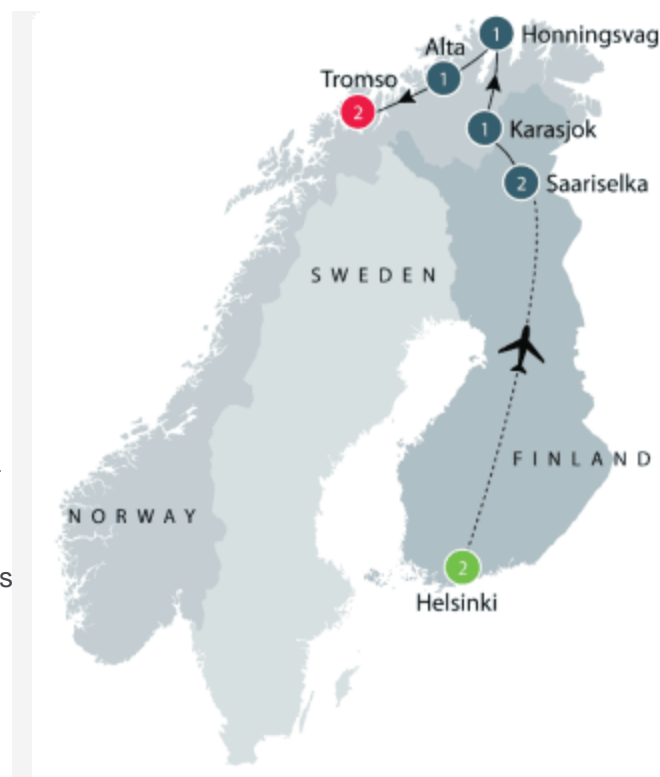 1 Honningsvag
Alta
1
Tromso
2
1 Karasjok
2 Saariselka
SWEDEN
FINLAND
NORWAY
s
2
Helsinki